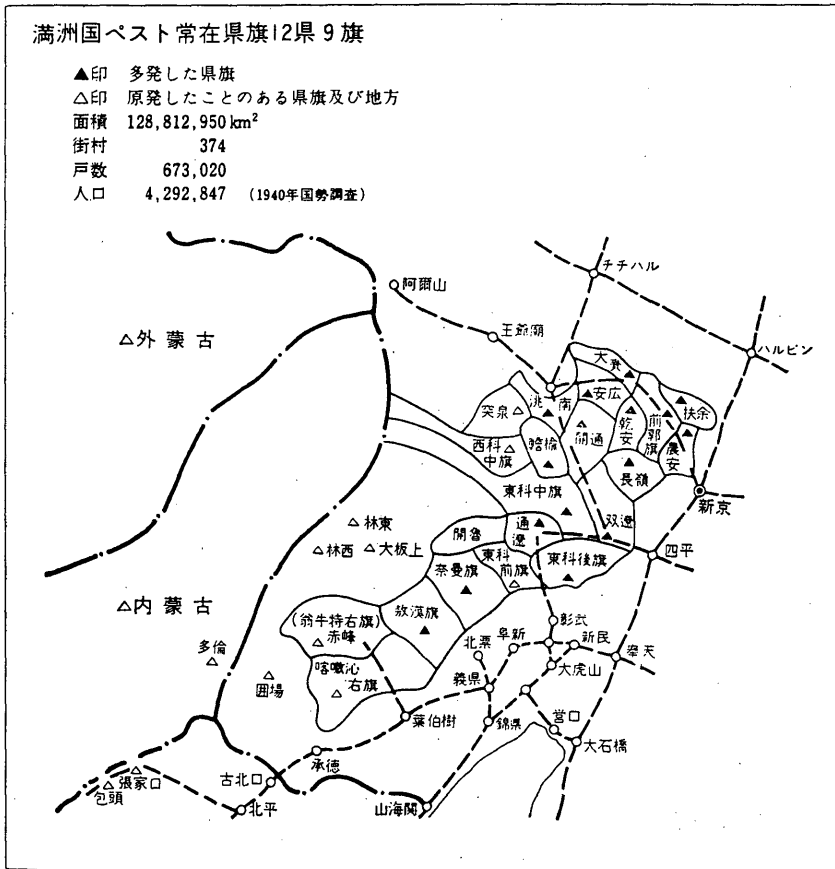 満洲国ペスト常在県旗12県9旗
▲印 多発した県旗
△印 原発したことのある県旗及び地方
面積 128,812,950km²
街村 374
戸数 673,020
人口 4,292,847 (1940年国勢調査)
チチハル
阿爾山
王爺廟
ハルビン
△外蒙古
大賚
安広
扶余
洮南
突泉
乾安
前郭旗
開通
農安
西科中旗
瞻楡
長嶺
新京
東科中旗
双遼
林東
通遼
開魯
四平
林西
大板上
東科前旗
東科後旗
奈曼旗
△内蒙古
(翁牛特右旗)
赤峰
敖漢旗
彰武
新民
阜新
北票
奉天
多倫
喀喇沁右旗
囲場
義県
大虎山
葉伯樹
錦県
営口
大石橋
承徳
古北口
張家口
包頭
北平
山海関